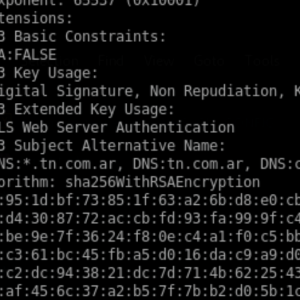 xponent: 65537 (0x10001)
tensions:
3 Basic Constraints:
A:FALSE
3 Key Usage:
igital Signature, Non Repudiation, K
3 Extended Key Usage:
LS Web Server Authentication
3 Subject Alternative Name:
NS:*.tn.com.ar, DNS:tn.com.ar, DNS:c
orithm: sha256WithRSAEncryption
:95:1d:bf:73:85:1f:63:a2:6b:d8:e0:cb
:d4:30:87:72:ac:cb:fd:93:fa:99:9f:c4
:be:9e:7f:36:24:f8:0e:c4:a1:f0:c5:bb
:c3:61:bc:45:fb:a5:d0:16:da:c9:a9:d0
:c2:dc:94:38:21:dc:7d:71:4b:62:25:43
:af:45:6c:37:a2:b5:7f:7b:b2:d0:5b:1c